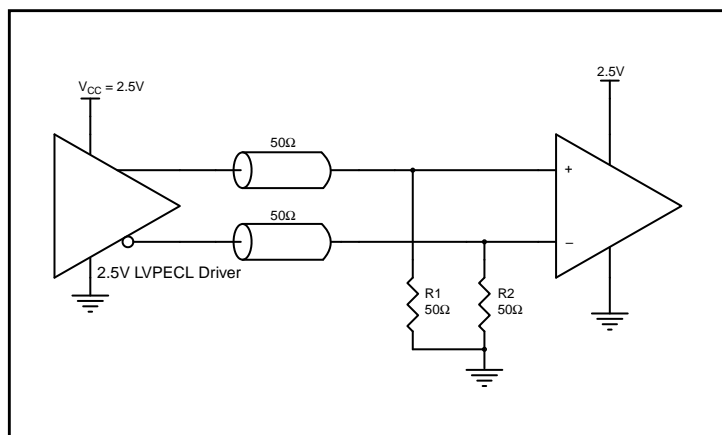 V_CC = 2.5V
2.5V
50Ω
50Ω
+
−
2.5V LVPECL Driver
R1
50Ω
R2
50Ω